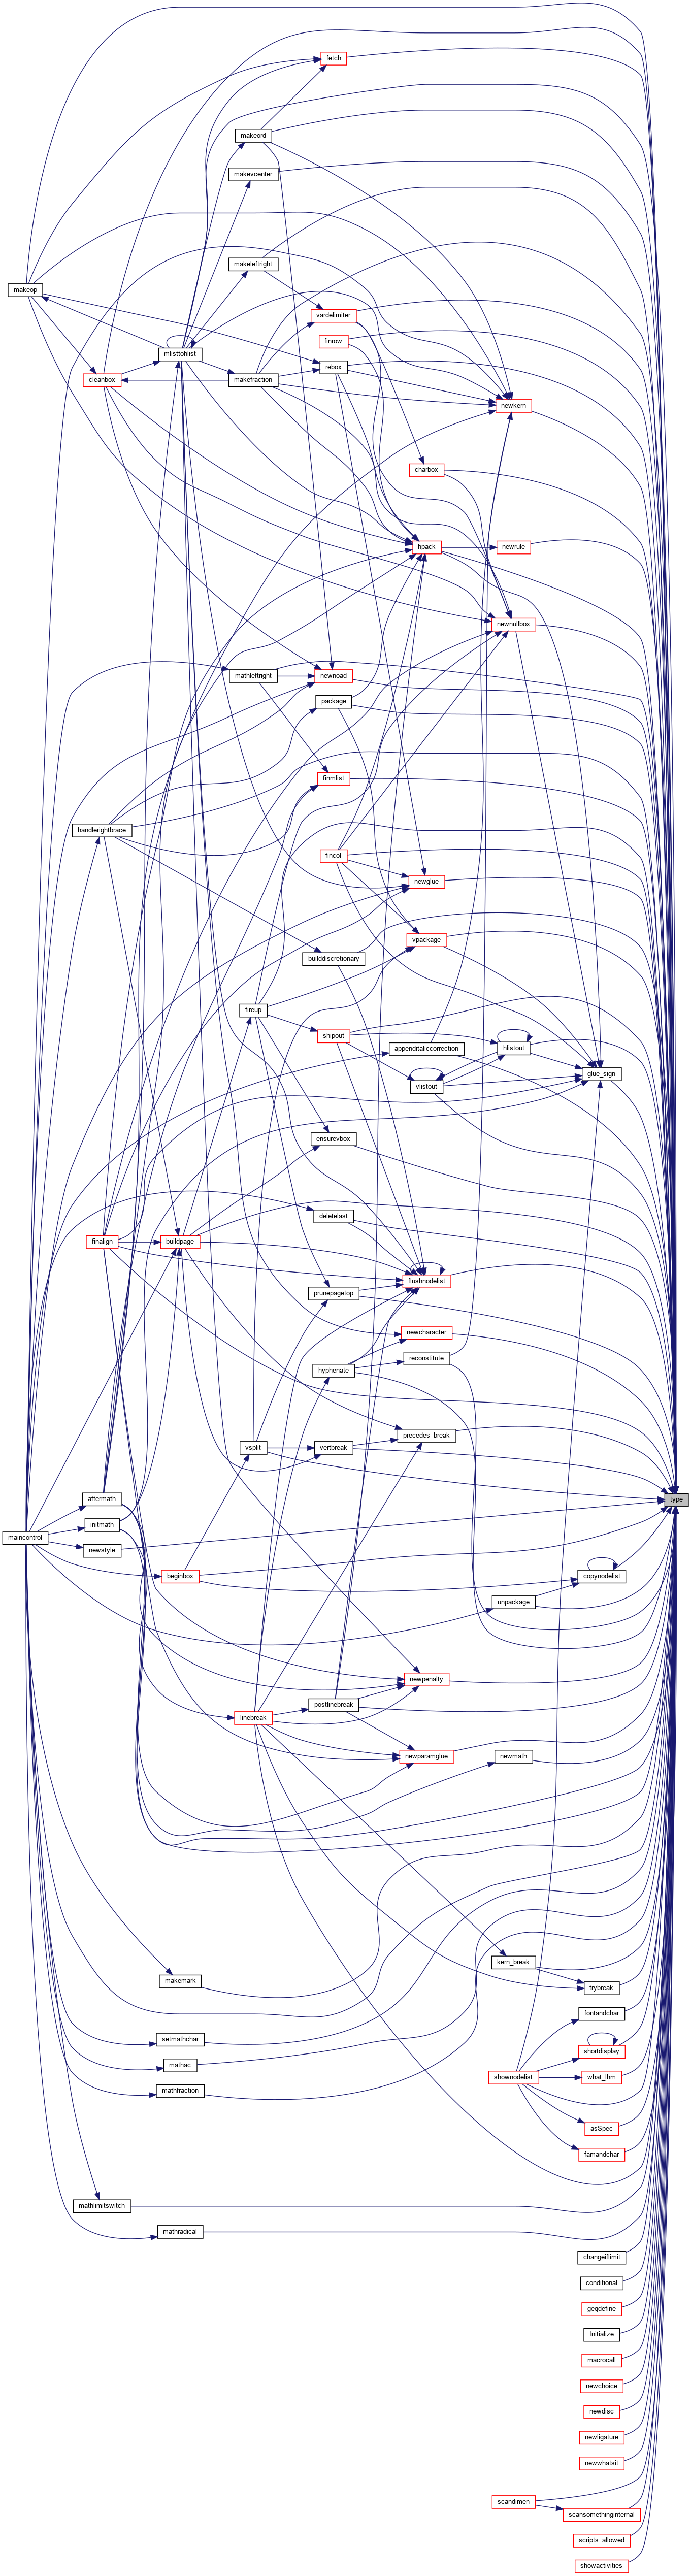 fetch
makeord
makevcenter
makeleftright
makeop
vardelimiter
finrow
mlisttohlist
rebox
cleanbox
makefraction
newkern
charbox
hpack
newrule
newnullbox
mathleftright
newnoad
package
finmlist
handlerightbrace
fincol
newglue
vpackage
builddiscretionary
fireup
shipout
appenditaliccorrection
hlistout
glue_sign
vlistout
ensurevbox
deletelast
finalign
buildpage
flushnodelist
prunepagetop
newcharacter
reconstitute
hyphenate
precedes_break
vsplit
vertbreak
aftermath
type
initmath
maincontrol
newstyle
beginbox
copynodelist
unpackage
newpenalty
postlinebreak
linebreak
newparamglue
newmath
kern_break
makemark
trybreak
fontandchar
setmathchar
shortdisplay
mathac
shownodelist
what_lhm
mathfraction
asSpec
famandchar
mathlimitswitch
mathradical
changeiflimit
conditional
geqdefine
Initialize
macrocall
newchoice
newdisc
newligature
newwhatsit
scandimen
scansomethinginternal
scripts_allowed
showactivities